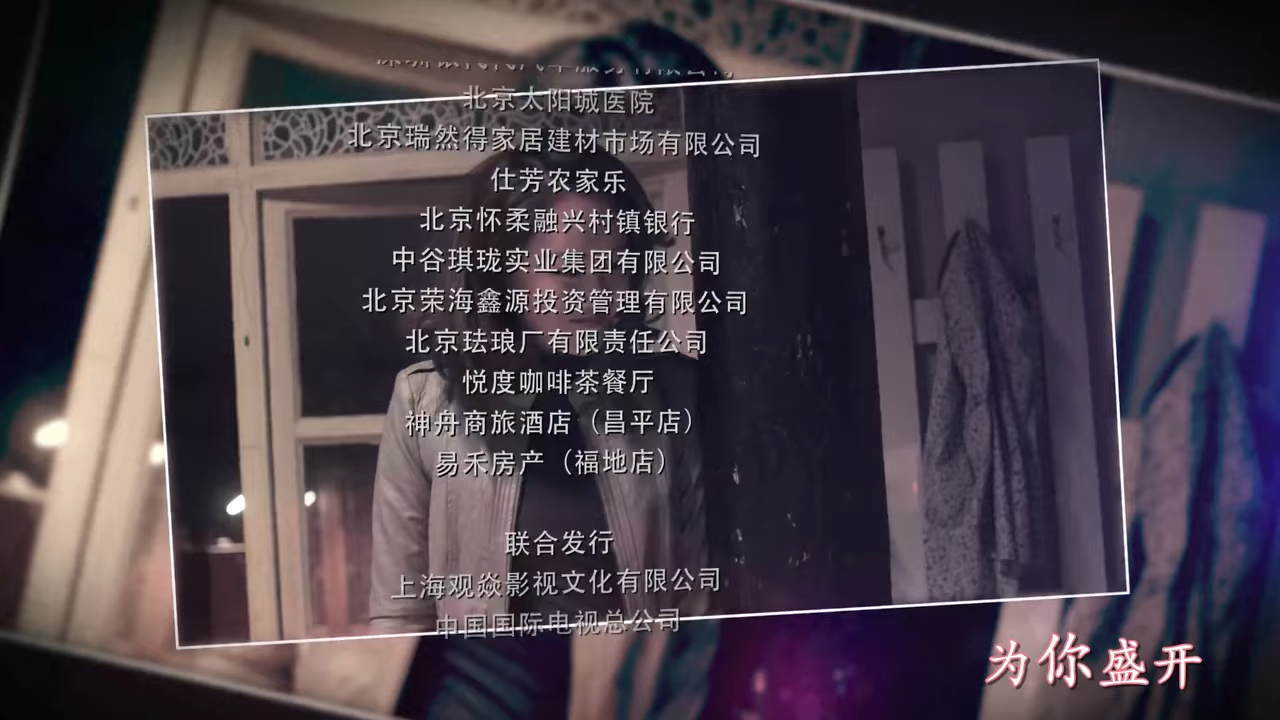 北京太阳城医院
北京瑞然得家居建材市场有限公司
仕芳农家乐
北京怀柔融兴村镇银行
中谷琪珑实业集团有限公司
北京荣海鑫源投资管理有限公司
北京珐琅厂有限责任公司
悦度咖啡茶餐厅
神舟商旅酒店（昌平店）
易禾房产（福地店）
联合发行
上海观焱影视文化有限公司
中国国际电视总公司
为你盛开